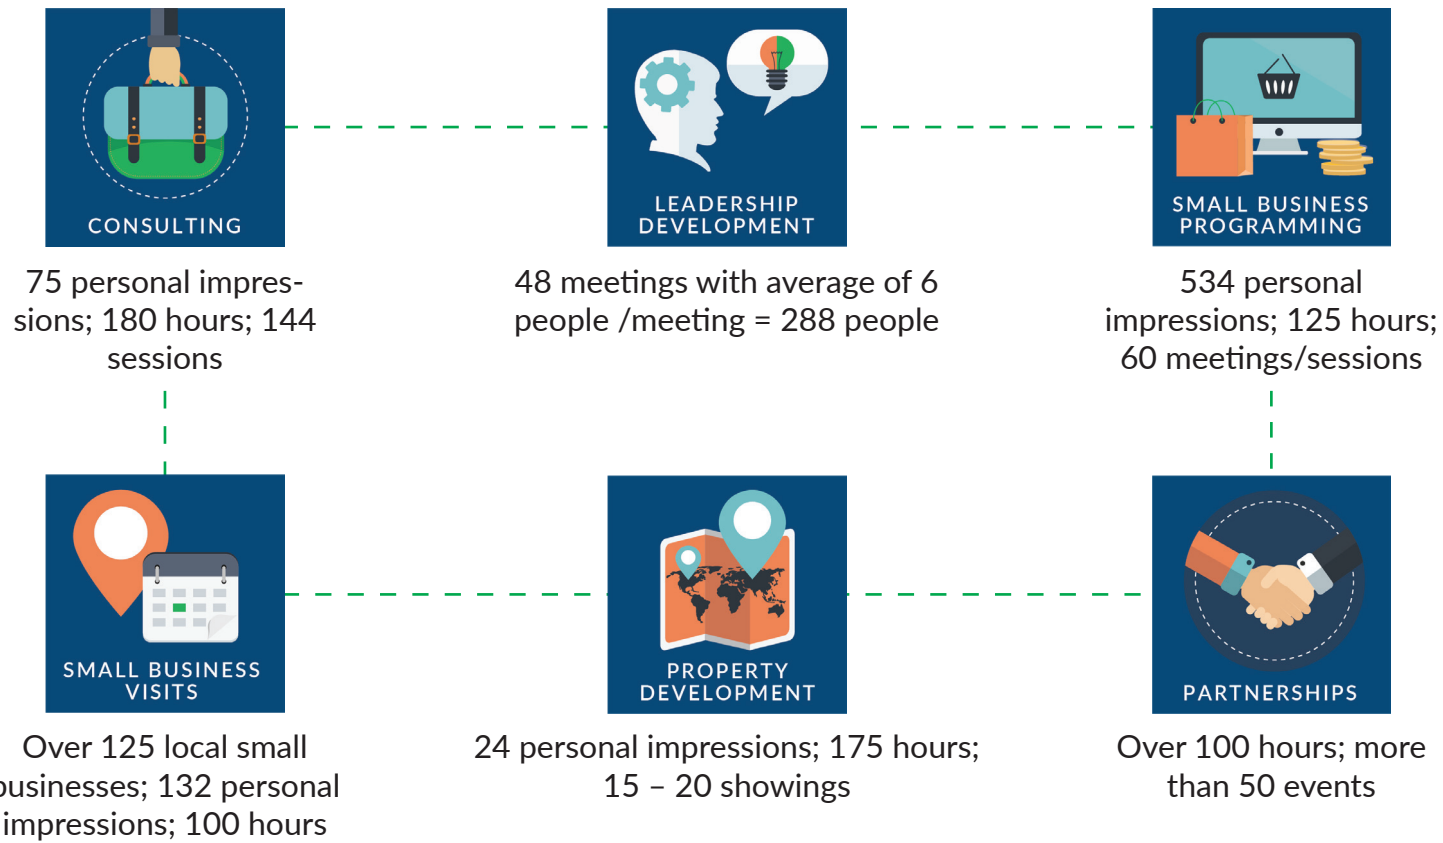 CONSULTING
75 personal impres-
sions; 180 hours; 144
sessions
LEADERSHIP
DEVELOPMENT
48 meetings with average of 6
people /meeting = 288 people
SMALL BUSINESS
PROGRAMMING
534 personal
impressions; 125 hours;
60 meetings/sessions
SMALL BUSINESS
VISITS
Over 125 local small
businesses; 132 personal
impressions; 100 hours
PROPERTY
DEVELOPMENT
24 personal impressions; 175 hours;
15 – 20 showings
PARTNERSHIPS
Over 100 hours; more
than 50 events